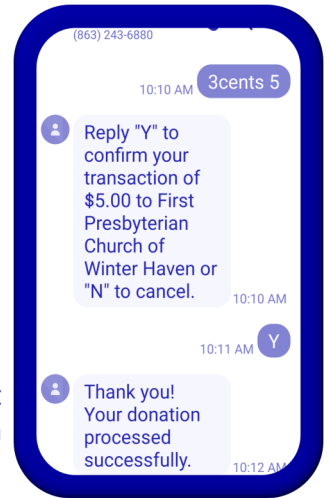 (863) 243-6880
3cents 5
10:10 AM
Reply "Y" to
confirm your
transaction of
$5.00 to First
Presbyterian
Church of
Winter Haven or
"N" to cancel.
10:10 AM
Y
10:11 AM
Thank you!
Your donation
processed
successfully.
10:12 AM